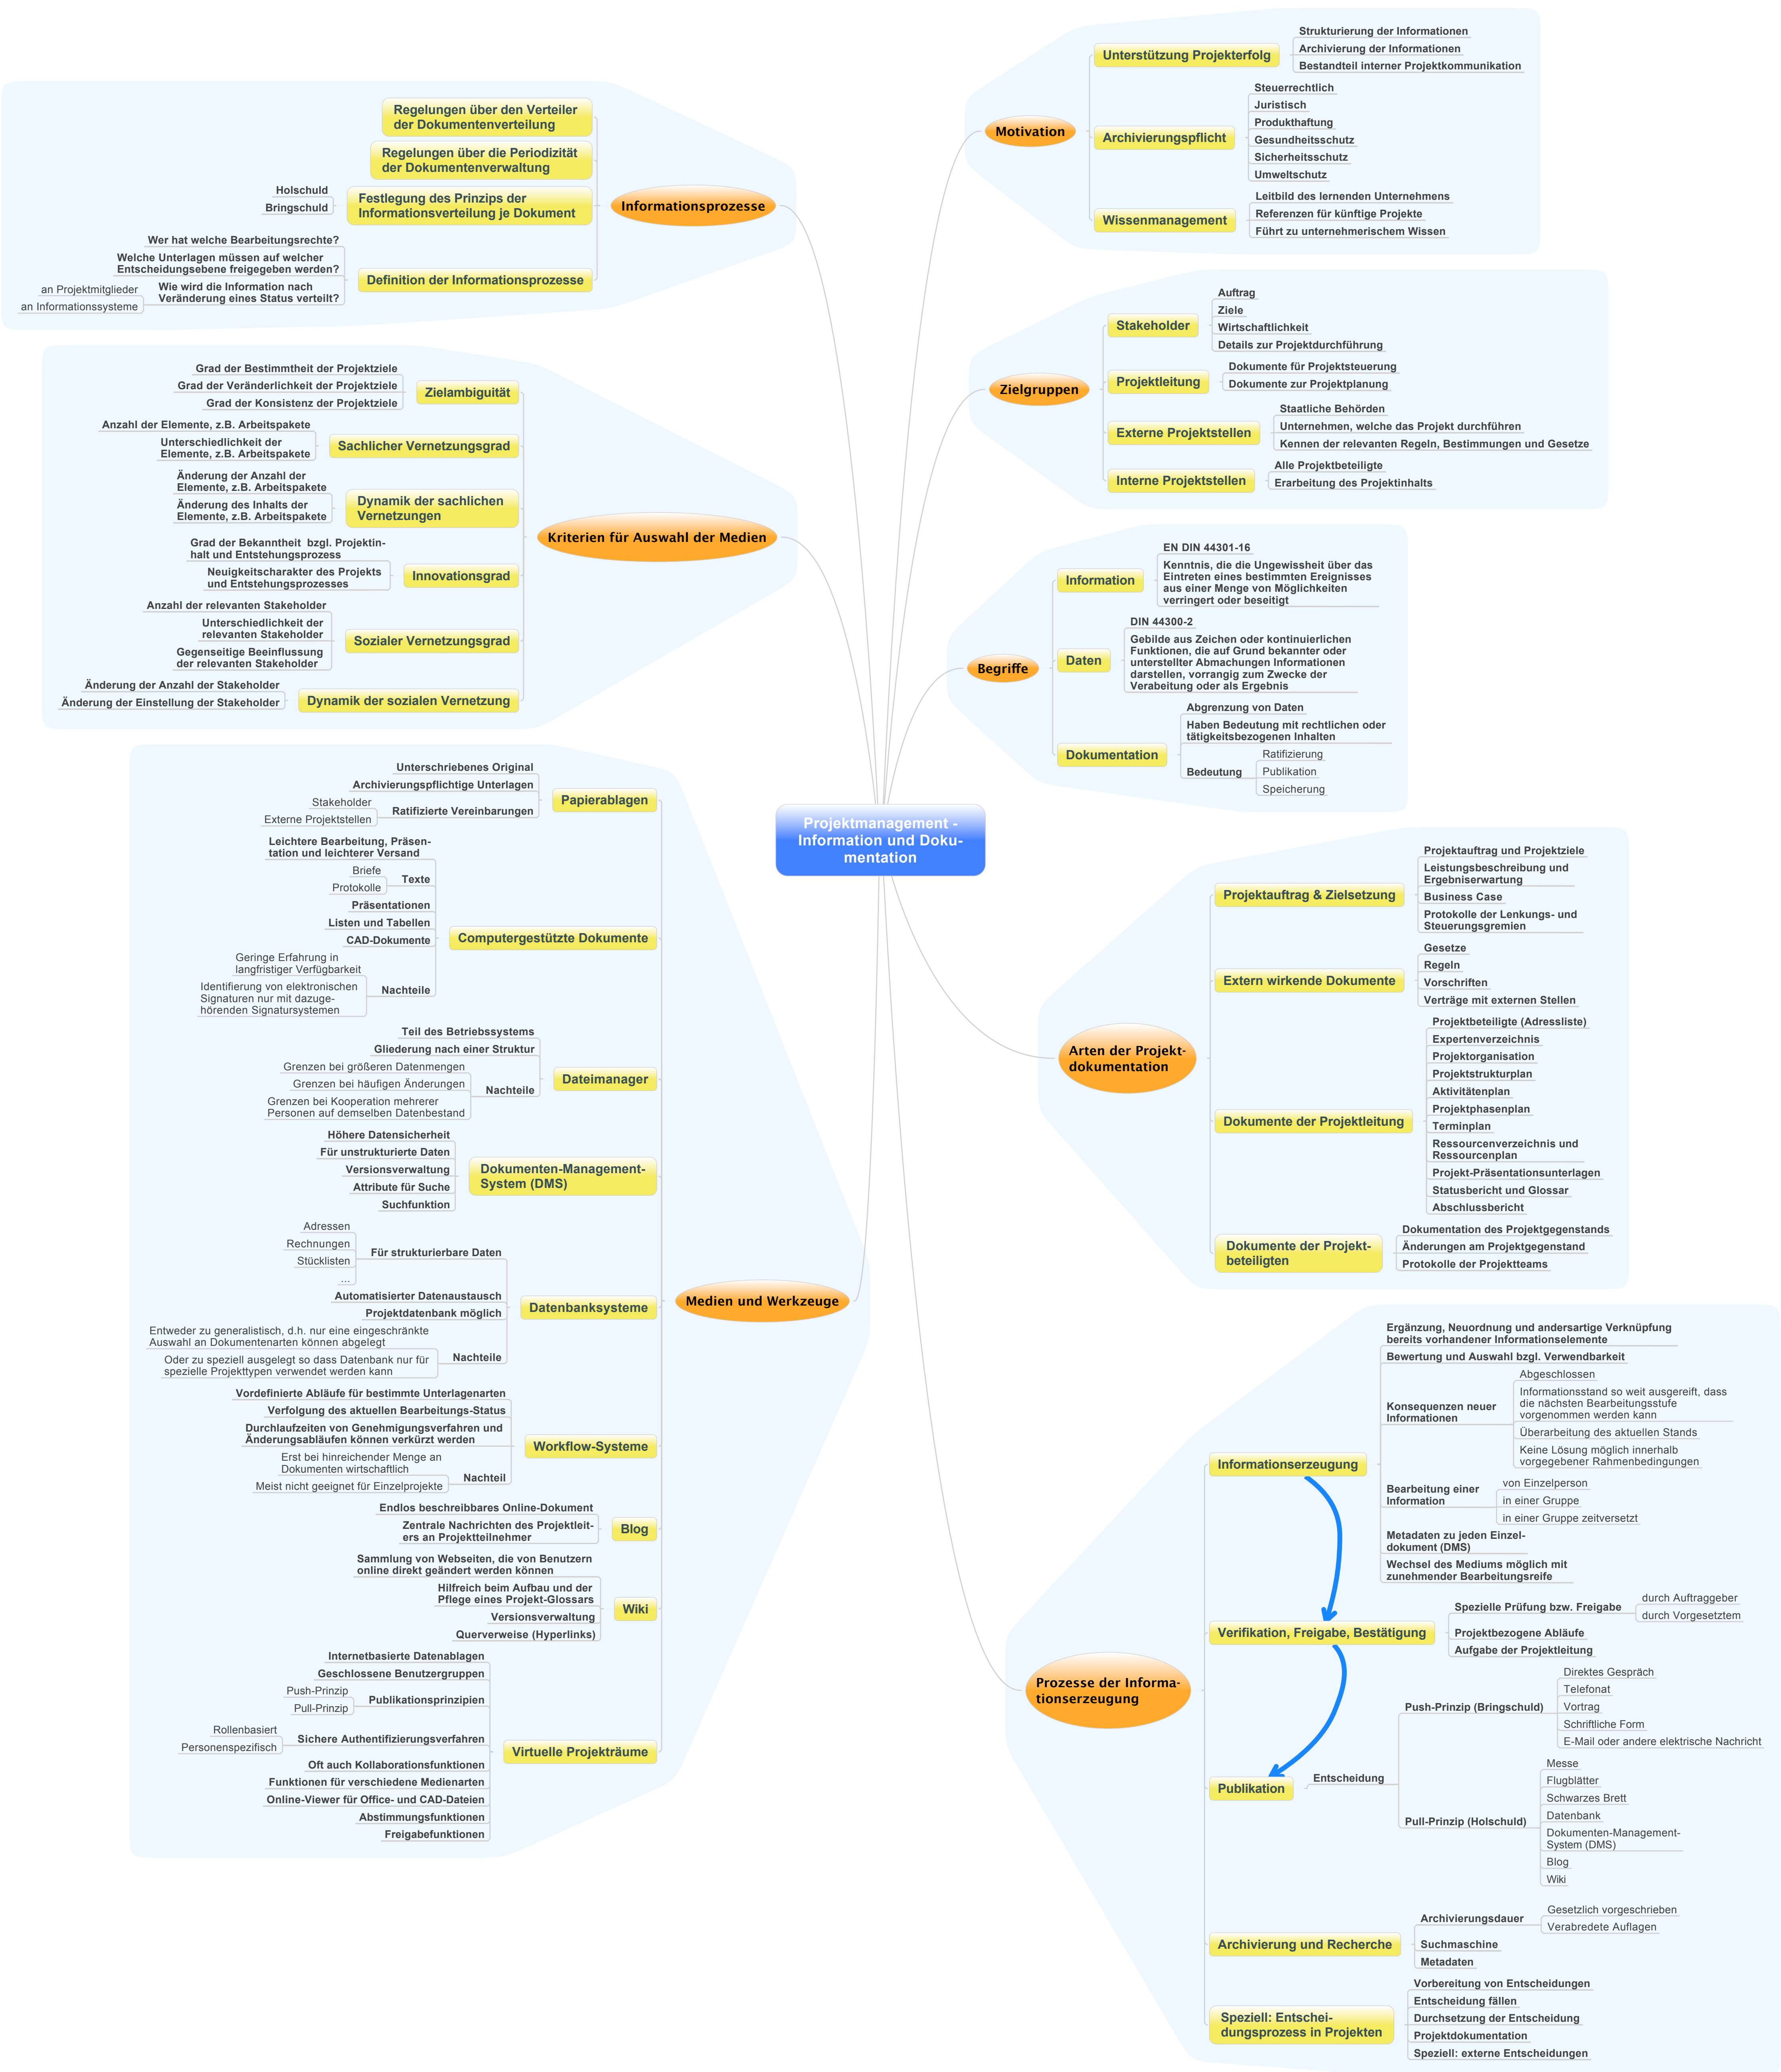 Projektmanagement -
Information und Doku-
mentation
Motivation
Unterstützung Projekterfolg
Strukturierung der Informationen
Archivierung der Informationen
Bestandteil interner Projektkommunikation
Archivierungspflicht
Steuerrechtlich
Juristisch
Produkthaftung
Gesundheitsschutz
Sicherheitsschutz
Umweltschutz
Wissenmanagement
Leitbild des lernenden Unternehmens
Referenzen für künftige Projekte
Führt zu unternehmerischem Wissen
Zielgruppen
Stakeholder
Auftrag
Ziele
Wirtschaftlichkeit
Details zur Projektdurchführung
Projektleitung
Dokumente für Projektsteuerung
Dokumente zur Projektplanung
Externe Projektstellen
Staatliche Behörden
Unternehmen, welche das Projekt durchführen
Kennen der relevanten Regeln, Bestimmungen und Gesetze
Interne Projektstellen
Alle Projektbeteiligte
Erarbeitung des Projektinhalts
Begriffe
Information
EN DIN 44301-16
Kenntnis, die die Ungewissheit über das
Eintreten eines bestimmten Ereignisses
aus einer Menge von Möglichkeiten
verringert oder beseitigt
Daten
DIN 44300-2
Gebilde aus Zeichen oder kontinuierlichen
Funktionen, die auf Grund bekannter oder
unterstellter Abmachungen Informationen
darstellen, vorrangig zum Zwecke der
Verabeitung oder als Ergebnis
Dokumentation
Abgrenzung von Daten
Haben Bedeutung mit rechtlichen oder
tätigkeitsbezogenen Inhalten
Bedeutung
Ratifizierung
Publikation
Speicherung
Arten der Projekt-
dokumentation
Projektauftrag & Zielsetzung
Projektauftrag und Projektziele
Leistungsbeschreibung und
Ergebniserwartung
Business Case
Protokolle der Lenkungs- und
Steuerungsgremien
Extern wirkende Dokumente
Gesetze
Regeln
Vorschriften
Verträge mit externen Stellen
Dokumente der Projektleitung
Projektbeteiligte (Adressliste)
Expertenverzeichnis
Projektorganisation
Projektstrukturplan
Aktivitätenplan
Projektphasenplan
Terminplan
Ressourcenverzeichnis und
Ressourcenplan
Projekt-Präsentationsunterlagen
Statusbericht und Glossar
Abschlussbericht
Dokumente der Projekt-
beteiligten
Dokumentation des Projektgegenstands
Änderungen am Projektgegenstand
Protokolle der Projektteams
Prozesse der Informa-
tionserzeugung
Informationserzeugung
Ergänzung, Neuordnung und andersartige Verknüpfung
bereits vorhandener Informationselemente
Bewertung und Auswahl bzgl. Verwendbarkeit
Konsequenzen neuer
Informationen
Abgeschlossen
Informationsstand so weit ausgereift, dass
die nächsten Bearbeitungsstufe
vorgenommen werden kann
Überarbeitung des aktuellen Stands
Keine Lösung möglich innerhalb
vorgegebener Rahmenbedingungen
Bearbeitung einer
Information
von Einzelperson
in einer Gruppe
in einer Gruppe zeitversetzt
Metadaten zu jeden Einzel-
dokument (DMS)
Wechsel des Mediums möglich mit
zunehmender Bearbeitungsreife
Verifikation, Freigabe, Bestätigung
Spezielle Prüfung bzw. Freigabe
durch Auftraggeber
durch Vorgesetztem
Projektbezogene Abläufe
Aufgabe der Projektleitung
Publikation
Entscheidung
Push-Prinzip (Bringschuld)
Direktes Gespräch
Telefonat
Vortrag
Schriftliche Form
E-Mail oder andere elektrische Nachricht
Pull-Prinzip (Holschuld)
Messe
Flugblätter
Schwarzes Brett
Datenbank
Dokumenten-Management-
System (DMS)
Blog
Wiki
Archivierung und Recherche
Archivierungsdauer
Gesetzlich vorgeschrieben
Verabredete Auflagen
Suchmaschine
Metadaten
Speziell: Entschei-
dungsprozess in Projekten
Vorbereitung von Entscheidungen
Entscheidung fällen
Durchsetzung der Entscheidung
Projektdokumentation
Speziell: externe Entscheidungen
Informationsprozesse
Regelungen über den Verteiler
der Dokumentenverteilung
Regelungen über die Periodizität
der Dokumentenverwaltung
Festlegung des Prinzips der
Informationsverteilung je Dokument
Holschuld
Bringschuld
Definition der Informationsprozesse
Wer hat welche Bearbeitungsrechte?
Welche Unterlagen müssen auf welcher
Entscheidungsebene freigegeben werden?
Wie wird die Information nach
Veränderung eines Status verteilt?
an Projektmitglieder
an Informationssysteme
Kriterien für Auswahl der Medien
Zielambiguität
Grad der Bestimmtheit der Projektziele
Grad der Veränderlichkeit der Projektziele
Grad der Konsistenz der Projektziele
Sachlicher Vernetzungsgrad
Anzahl der Elemente, z.B. Arbeitspakete
Unterschiedlichkeit der
Elemente, z.B. Arbeitspakete
Dynamik der sachlichen
Vernetzungen
Änderung der Anzahl der
Elemente, z.B. Arbeitspakete
Änderung des Inhalts der
Elemente, z.B. Arbeitspakete
Innovationsgrad
Grad der Bekanntheit bzgl. Projektin-
halt und Entstehungsprozess
Neuigkeitscharakter des Projekts
und Entstehungsprozesses
Sozialer Vernetzungsgrad
Anzahl der relevanten Stakeholder
Unterschiedlichkeit der
relevanten Stakeholder
Gegenseitige Beeinflussung
der relevanten Stakeholder
Dynamik der sozialen Vernetzung
Änderung der Anzahl der Stakeholder
Änderung der Einstellung der Stakeholder
Medien und Werkzeuge
Papierablagen
Unterschriebenes Original
Archivierungspflichtige Unterlagen
Ratifizierte Vereinbarungen
Stakeholder
Externe Projektstellen
Computergestützte Dokumente
Leichtere Bearbeitung, Präsen-
tation und leichterer Versand
Texte
Briefe
Protokolle
Präsentationen
Listen und Tabellen
CAD-Dokumente
Nachteile
Geringe Erfahrung in
langfristiger Verfügbarkeit
Identifizierung von elektronischen
Signaturen nur mit dazuge-
hörenden Signatursystemen
Dateimanager
Teil des Betriebssystems
Gliederung nach einer Struktur
Nachteile
Grenzen bei größeren Datenmengen
Grenzen bei häufigen Änderungen
Grenzen bei Kooperation mehrerer
Personen auf demselben Datenbestand
Dokumenten-Management-
System (DMS)
Höhere Datensicherheit
Für unstrukturierte Daten
Versionsverwaltung
Attribute für Suche
Suchfunktion
Datenbanksysteme
Für strukturierbare Daten
Adressen
Rechnungen
Stücklisten
...
Automatisierter Datenaustausch
Projektdatenbank möglich
Nachteile
Entweder zu generalistisch, d.h. nur eine eingeschränkte
Auswahl an Dokumentenarten können abgelegt
Oder zu speziell ausgelegt so dass Datenbank nur für
spezielle Projekttypen verwendet werden kann
Workflow-Systeme
Vordefinierte Abläufe für bestimmte Unterlagenarten
Verfolgung des aktuellen Bearbeitungs-Status
Durchlaufzeiten von Genehmigungsverfahren und
Änderungsabläufen können verkürzt werden
Nachteil
Erst bei hinreichender Menge an
Dokumenten wirtschaftlich
Meist nicht geeignet für Einzelprojekte
Blog
Endlos beschreibbares Online-Dokument
Zentrale Nachrichten des Projektleit-
ers an Projektteilnehmer
Wiki
Sammlung von Webseiten, die von Benutzern
online direkt geändert werden können
Hilfreich beim Aufbau und der
Pflege eines Projekt-Glossars
Versionsverwaltung
Querverweise (Hyperlinks)
Virtuelle Projekträume
Internetbasierte Datenablagen
Geschlossene Benutzergruppen
Publikationsprinzipien
Push-Prinzip
Pull-Prinzip
Sichere Authentifizierungsverfahren
Rollenbasiert
Personenspezifisch
Oft auch Kollaborationsfunktionen
Funktionen für verschiedene Medienarten
Online-Viewer für Office- und CAD-Dateien
Abstimmungsfunktionen
Freigabefunktionen